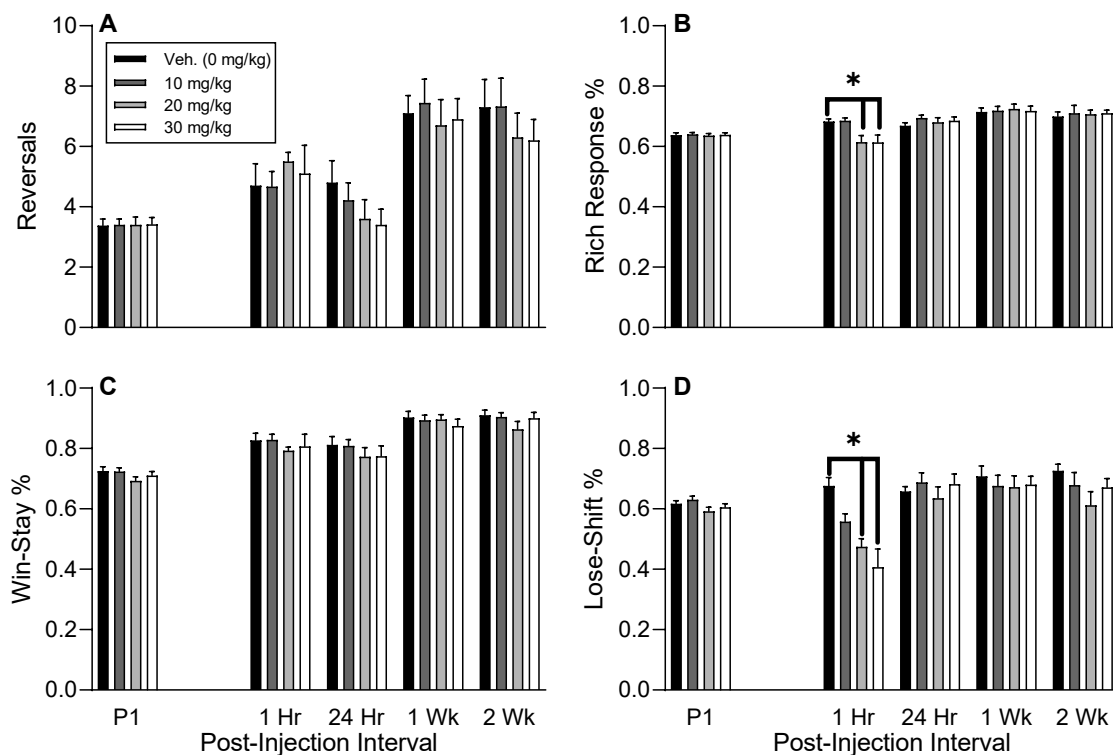 A
10
8
6
4
2
0
Reversals
Veh. (0 mg/kg)
10 mg/kg
20 mg/kg
30 mg/kg
B
1.0
0.8
0.6
0.4
0.2
0.0
Rich Response %
*
C
1.0
0.8
0.6
0.4
0.2
0.0
Win-Stay %
P1 1 Hr 24 Hr 1 Wk 2 Wk
Post-Injection Interval
D
1.0
0.8
0.6
0.4
0.2
0.0
Lose-Shift %
*
P1 1 Hr 24 Hr 1 Wk 2 Wk
Post-Injection Interval